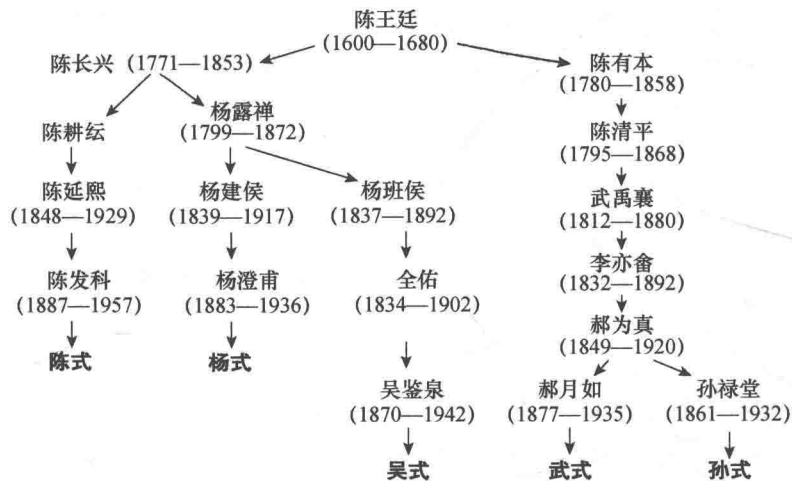 陈王廷
(1600—1680)
陈长兴 (1771—1853)
陈有本
(1780—1858)
陈耕纭
杨露禅
(1799—1872)
陈清平
(1795—1868)
陈延熙
(1848—1929)
杨建侯
(1839—1917)
杨班侯
(1837—1892)
武禹襄
(1812—1880)
李亦畲
(1832—1892)
陈发科
(1887—1957)
杨澄甫
(1883—1936)
全佑
(1834—1902)
郝为真
(1849—1920)
陈式
杨式
吴鉴泉
(1870—1942)
郝月如
(1877—1935)
孙禄堂
(1861—1932)
吴式
武式
孙式